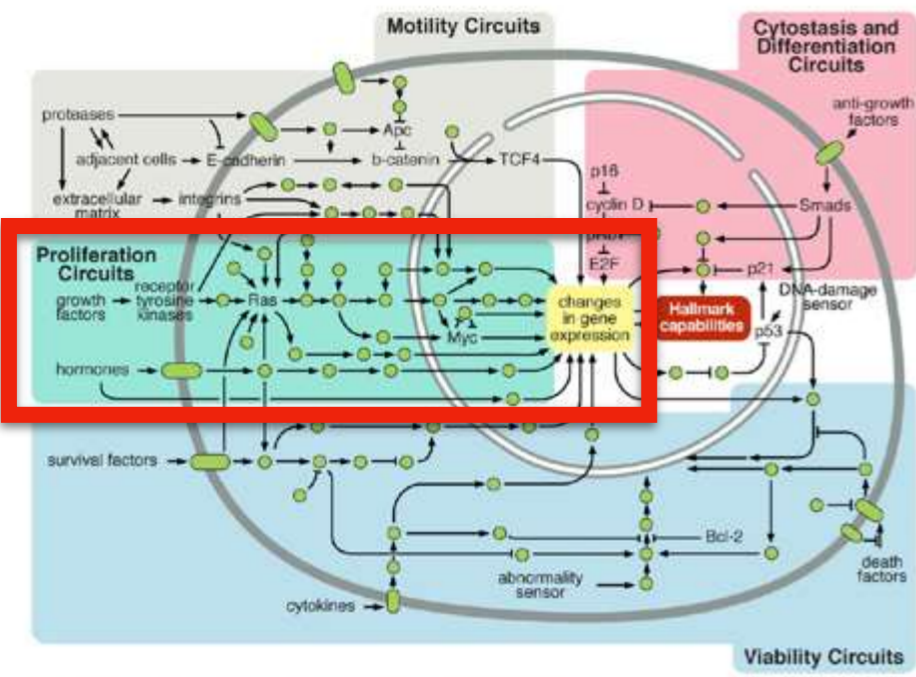 Motility Circuits
Cytostasis and
Differentiation
Circuits
proteases
anti-growth
factors
Apc
adjacent cells
E-cadherin
b-catenin
TCF4
p16
extracellular
matrix
integrins
cyclin D
Smads
E2F
p21
Proliferation
Circuits
growth
factors
receptor
tyrosine
kinases
Ras
changes
in gene
expression
Hallmark
capabilities
DNA-damage
sensor
p53
Myc
hormones
survival factors
Bcl-2
abnormality
sensor
death
factors
cytokines
Viability Circuits